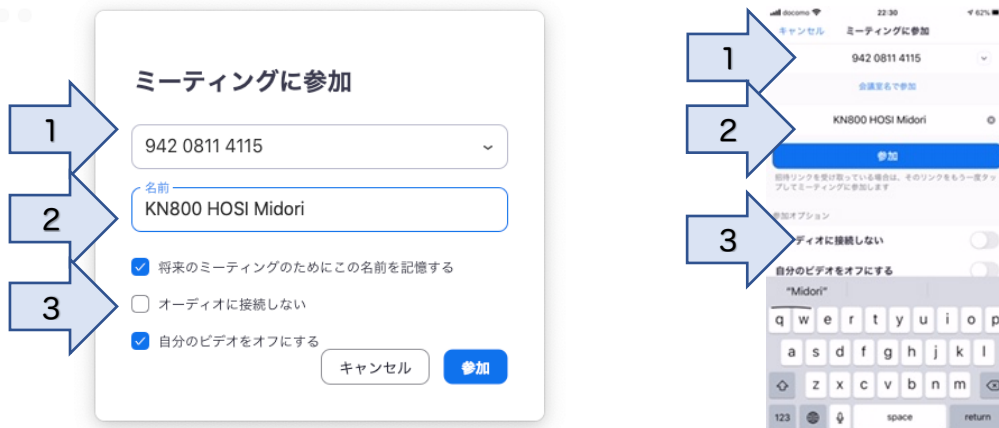 ミーティングに参加
1
942 0811 4115
名前
2
KN800 HOSI Midori
将来のミーティングのためにこの名前を記憶する
3
オーディオに接続しない
自分のビデオをオフにする
キャンセル
参加
docomo
22:30
62%
キャンセル
ミーティングに参加
1
942 0811 4115
会議室名で参加
2
KN800 HOSI Midori
参加
招待リンクを受け取っている場合は、そのリンクをもう一度タッ
プしてミーティングに参加します
参加オプション
3
ディオに接続しない
自分のビデオをオフにする
"Midori"
q w e r t y u i o p
a s d f g h j k l
z x c v b n m
123 space return